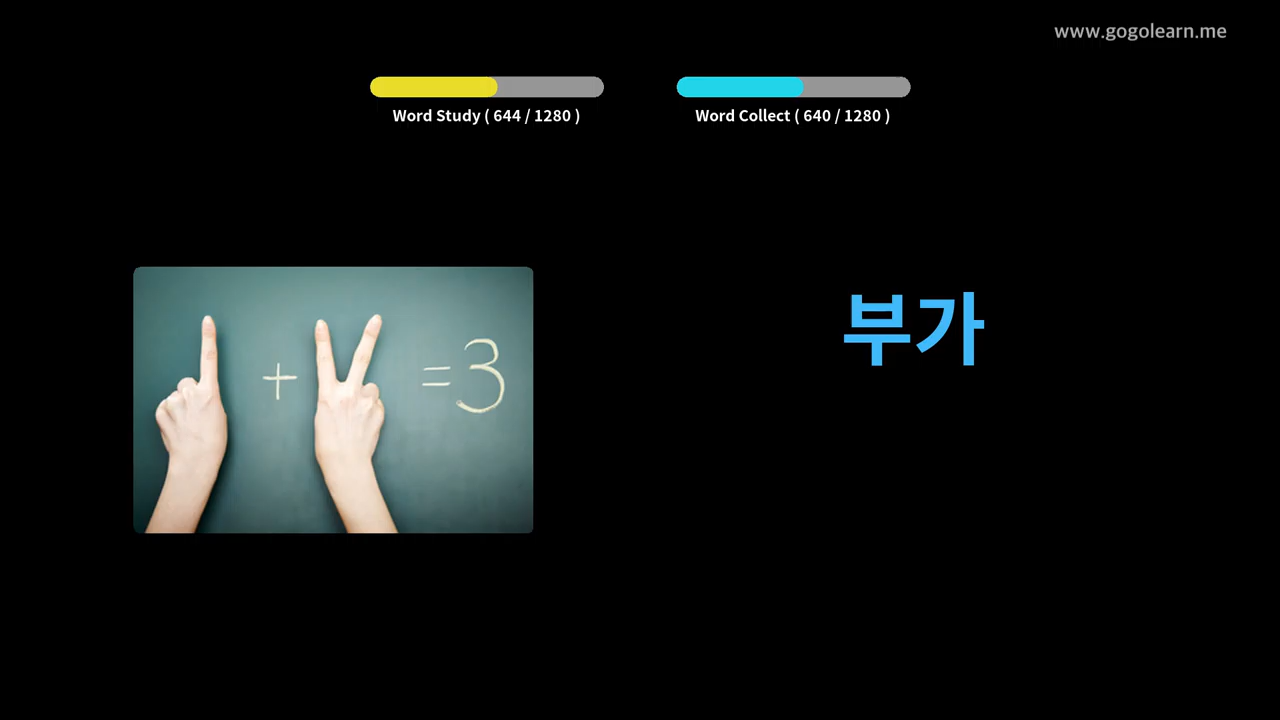 www.gogolearn.me
Word Study ( 644 / 1280 )
Word Collect ( 640 / 1280 )
부가
+ =3